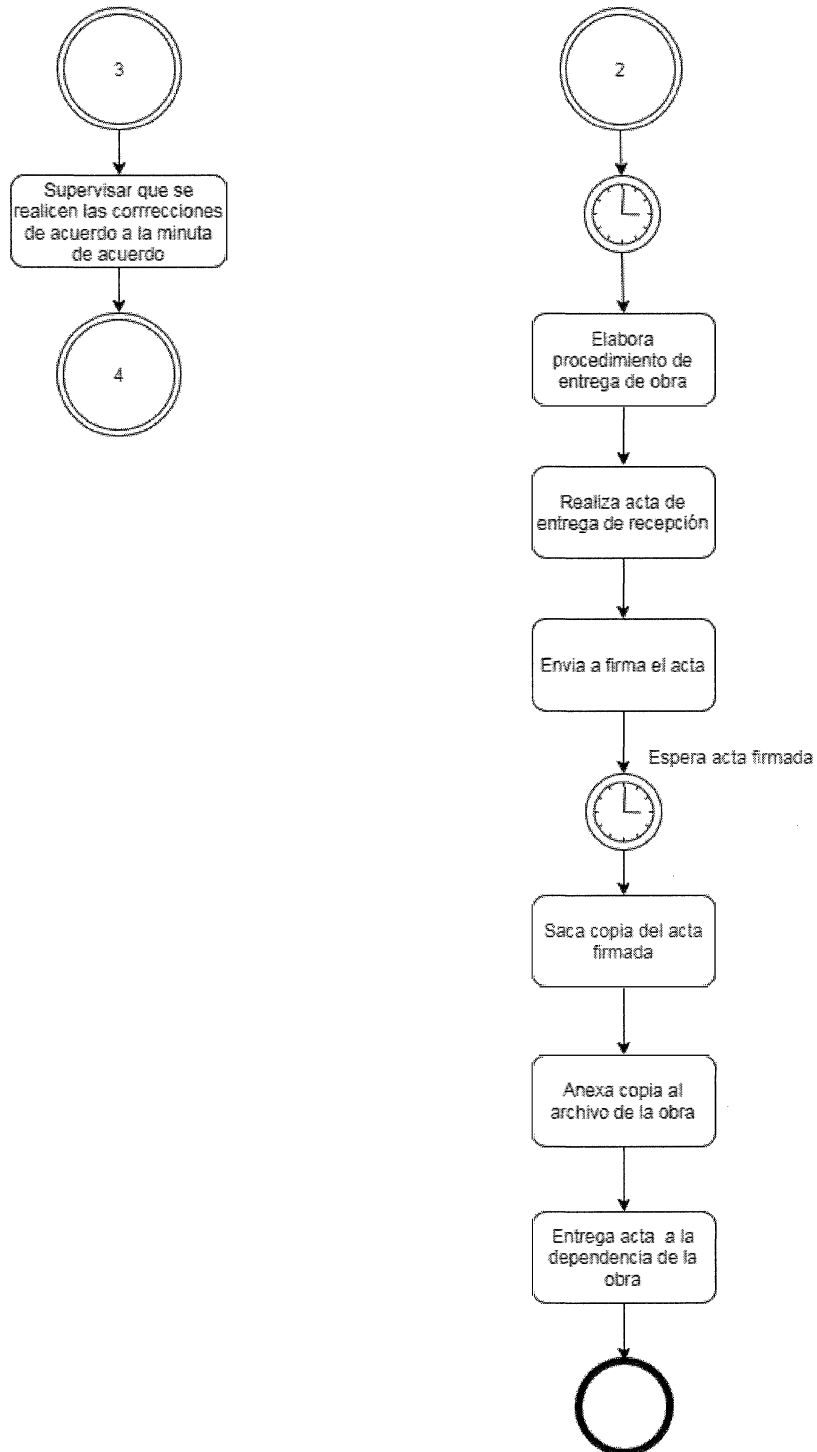 3
Supervisar que se
realicen las corrrecciones
de acuerdo a la minuta
de acuerdo
4
2
Elabora
procedimiento de
entrega de obra
Realiza acta de
entrega de recepción
Envia a firma el acta
Espera acta firmada
Saca copia del acta
firmada
Anexa copia al
archivo de la obra
Entrega acta a la
dependencia de la
obra